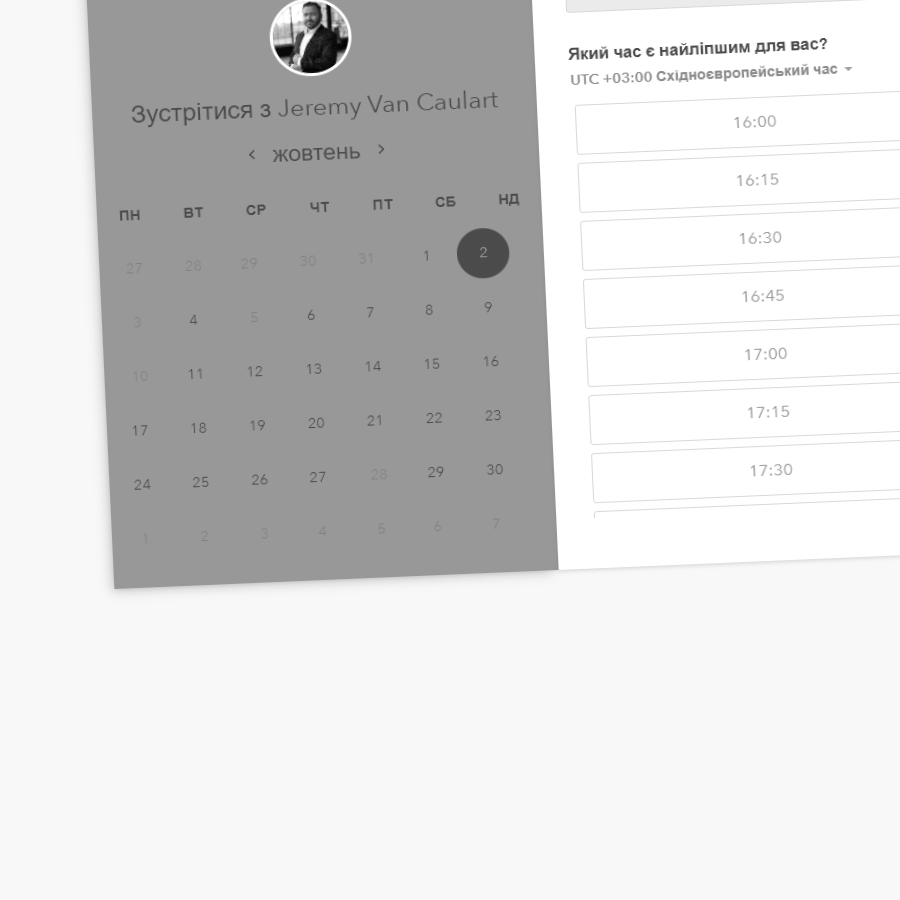 Зустрітися з Jeremy Van Caulart
жовтень
ПН ВТ СР ЧТ ПТ СБ НД
27 28 29 30 31 1 2
3 4 5 6 7 8 9
10 11 12 13 14 15 16
17 18 19 20 21 22 23
24 25 26 27 28 29 30
1 2 3 4 5 6 7
Який час є найліпшим для вас?
UTC +03:00 Східноєвропейський час
16:00
16:15
16:30
16:45
17:00
17:15
17:30